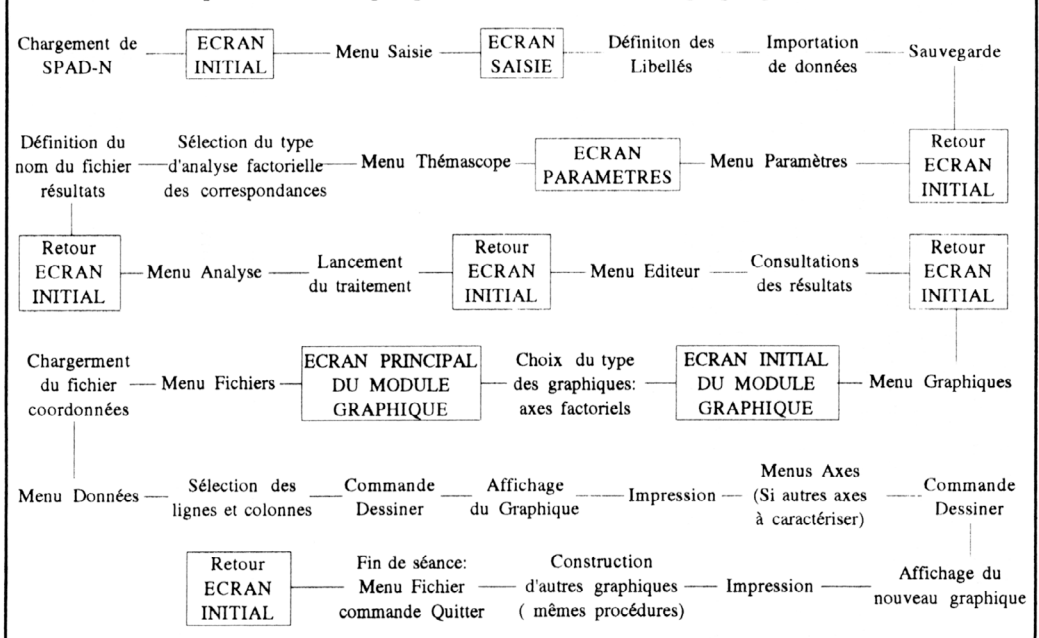 Chargement de
SPAD-N
ECRAN
INITIAL
Menu Saisie
ECRAN
SAISIE
Définiton des
Libellés
Importation
de données
Sauvegarde
Définition du
nom du fichier
résultats
Sélection du type
d'analyse factorielle
des correspondances
Menu Thémascope
ECRAN
PARAMETRES
Menu Paramètres
Retour
ECRAN
INITIAL
Retour
ECRAN
INITIAL
Menu Analyse
Lancement
du traitement
Retour
ECRAN
INITIAL
Menu Editeur
Consultations
des résultats
Retour
ECRAN
INITIAL
Chargerment
du fichier
coordonnées
Menu Fichiers
ECRAN PRINCIPAL
DU MODULE
GRAPHIQUE
Choix du type
des graphiques:
axes factoriels
ECRAN INITIAL
DU MODULE
GRAPHIQUE
Menu Graphiques
Menu Données
Sélection des
lignes et colonnes
Commande
Dessiner
Affichage
du Graphique
Impression
Menus Axes
(Si autres axes
à caractériser)
Commande
Dessiner
Retour
ECRAN
INITIAL
Fin de séance:
Menu Fichier
commande Quitter
Construction
d'autres graphiques
( mêmes procédures)
Impression
Affichage du
nouveau graphique